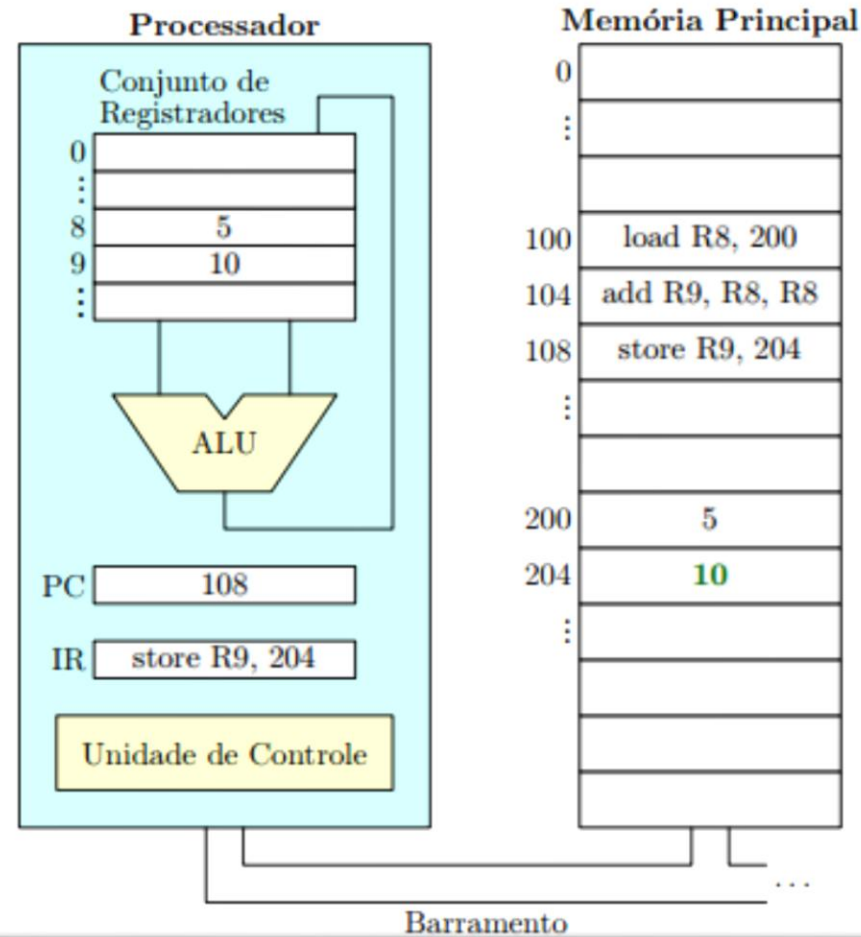 Processador
Conjunto de
Registradores
0
⋮
8 5
9 10
⋮
ALU
PC 108
IR store R9, 204
Unidade de Controle
Memória Principal
0
⋮
100 load R8, 200
104 add R9, R8, R8
108 store R9, 204
⋮
200 5
204 10
⋮
...
Barramento